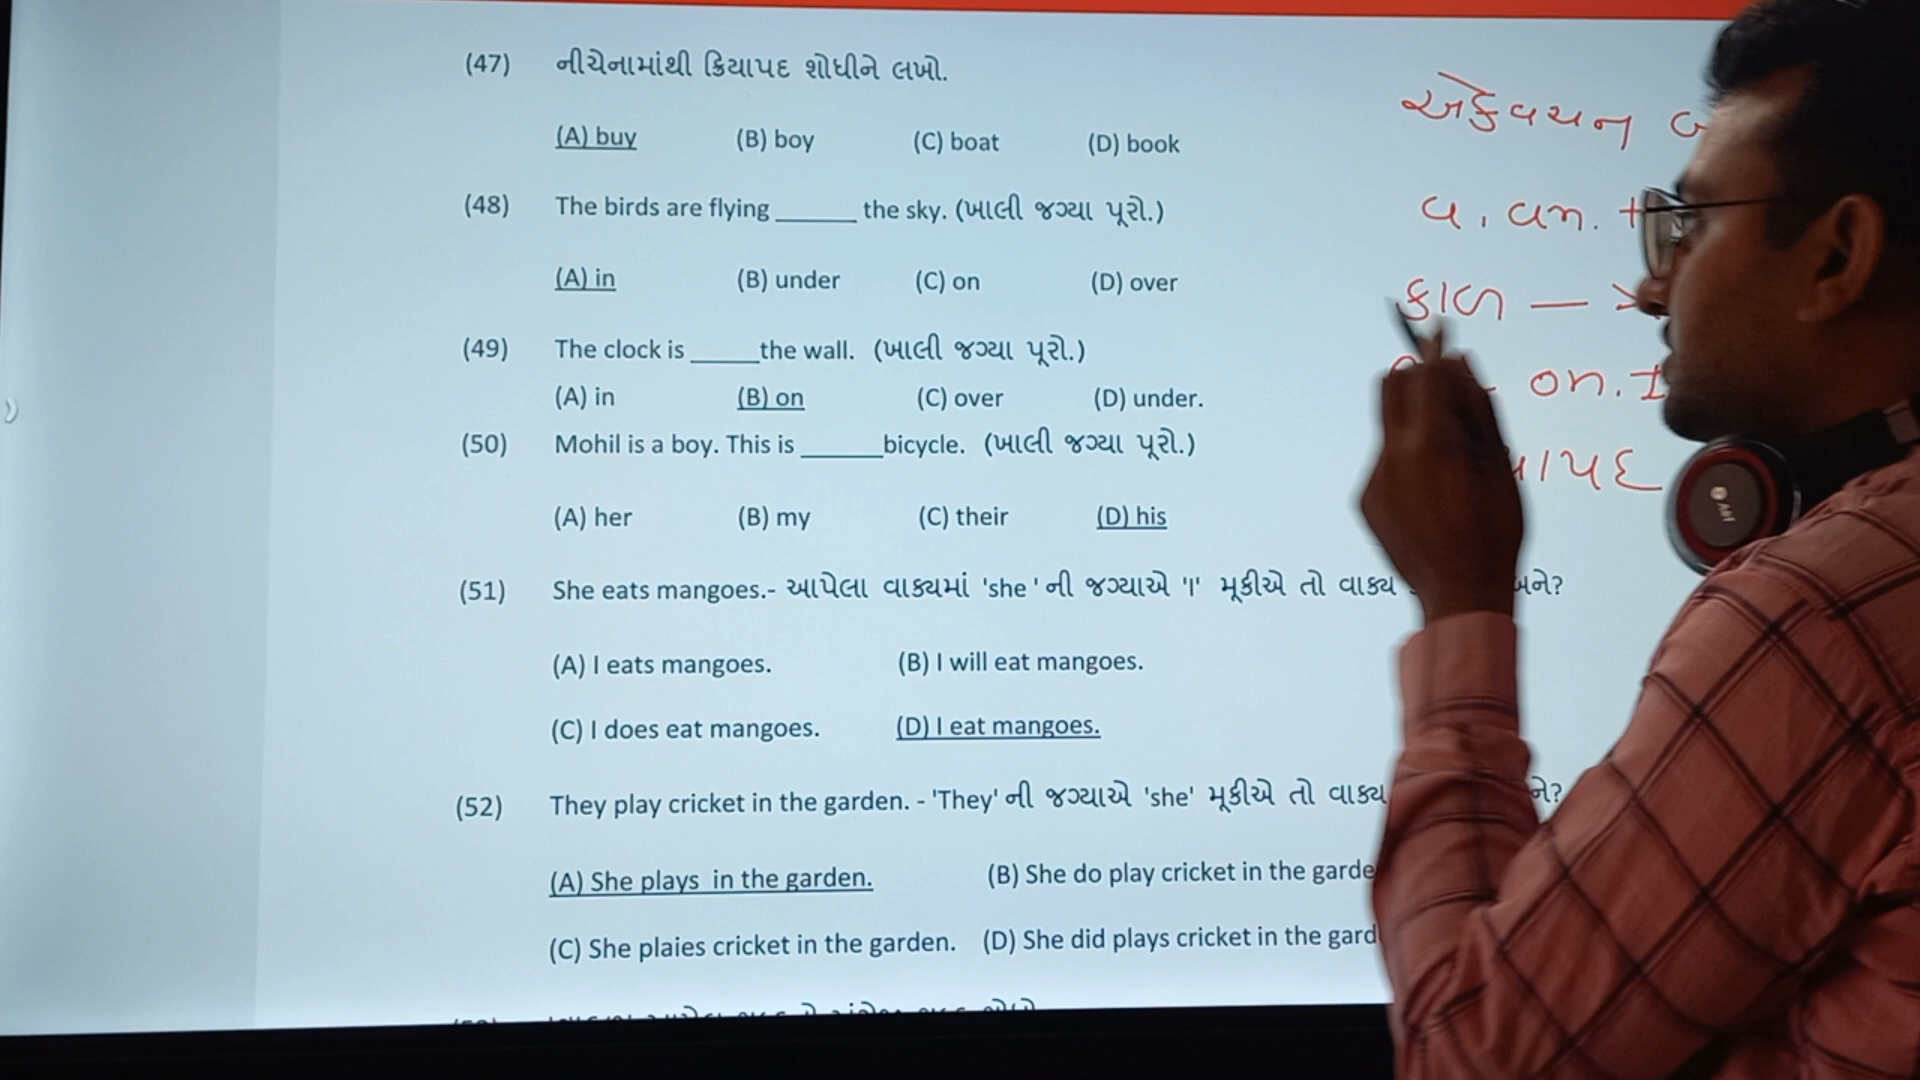 (47) નીચેનામાંથી ક્રિયાપદ શોધીને લખો.
(A) buy (B) boy (C) boat (D) book
(48) The birds are flying ______ the sky. (ખાલી જગ્યા પૂરો.)
(A) in (B) under (C) on (D) over
(49) The clock is _____the wall. (ખાલી જગ્યા પૂરો.)
(A) in (B) on (C) over (D) under.
(50) Mohil is a boy. This is ______bicycle. (ખાલી જગ્યા પૂરો.)
(A) her (B) my (C) their (D) his
(51) She eats mangoes.- આપેલા વાક્યમાં 'she ' ની જગ્યાએ 'I' મૂકીએ તો વાક્ય બને?
(A) I eats mangoes. (B) I will eat mangoes.
(C) I does eat mangoes. (D) I eat mangoes.
(52) They play cricket in the garden. - 'They' ની જગ્યાએ 'she' મૂકીએ તો વાક્ય
(A) She plays in the garden. (B) She do play cricket in the garde
(C) She plaies cricket in the garden. (D) She did plays cricket in the gard
એકવચન
વ. વન. +
કાળ —
on. I